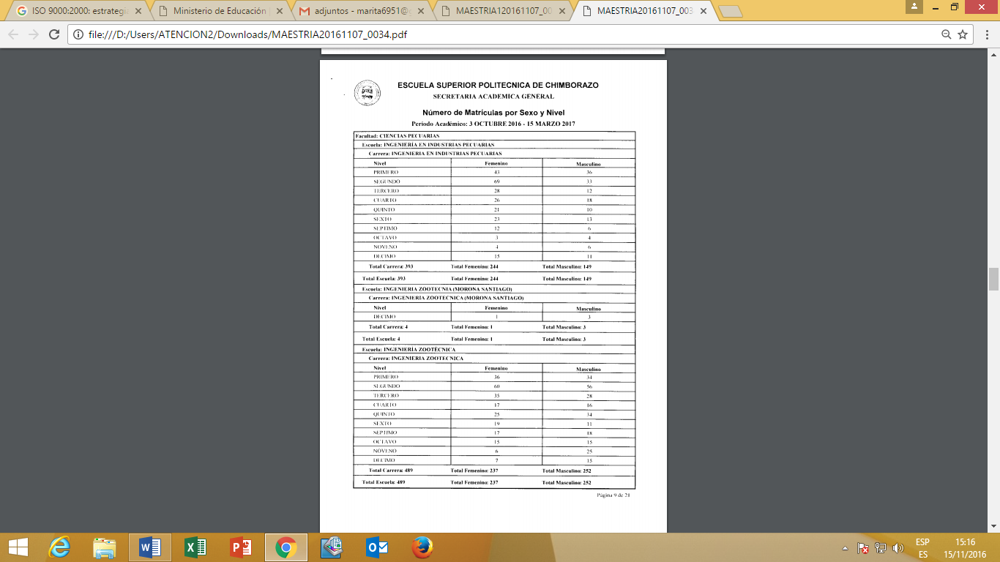 ISO 9000:2000: estrategia
Ministerio de Educación
adjuntos - marita6951@g
MAESTRIA120161107_00
MAESTRIA20161107_003
file:///D:/Users/ATENCION2/Downloads/MAESTRIA20161107_0034.pdf
ESCUELA SUPERIOR POLITECNICA DE CHIMBORAZO
SECRETARIA ACADEMICA GENERAL
Número de Matrículas por Sexo y Nivel
Periodo Académico: 3 OCTUBRE 2016 - 15 MARZO 2017
Facultad: CIENCIAS PECUARIAS
Escuela: INGENIERÍA EN INDUSTRIAS PECUARIAS
Carrera: INGENIERIA EN INDUSTRIAS PECUARIAS
Nivel Femenino Masculino
PRIMERO 43 36
SEGUNDO 69 33
TERCERO 28 12
CUARTO 26 18
QUINTO 21 10
SEXTO 23 13
SEPTIMO 12 6
OCTAVO 3 4
NOVENO 4 6
DECIMO 15 11
Total Carrera: 393 Total Femenino: 244 Total Masculino: 149
Total Escuela: 393 Total Femenino: 244 Total Masculino: 149
Escuela: INGENIERIA ZOOTECNIA (MORONA SANTIAGO)
Carrera: INGENIERIA ZOOTECNICA (MORONA SANTIAGO)
Nivel Femenino Masculino
DECIMO 1 3
Total Carrera: 4 Total Femenino: 1 Total Masculino: 3
Total Escuela: 4 Total Femenino: 1 Total Masculino: 3
Escuela: INGENIERÍA ZOOTÉCNICA
Carrera: INGENIERIA ZOOTECNICA
Nivel Femenino Masculino
PRIMERO 36 34
SEGUNDO 60 56
TERCERO 35 28
CUARTO 17 16
QUINTO 25 34
SEXTO 19 11
SEPTIMO 17 18
OCTAVO 15 15
NOVENO 6 25
DECIMO 7 15
Total Carrera: 489 Total Femenino: 237 Total Masculino: 252
Total Escuela: 489 Total Femenino: 237 Total Masculino: 252
Página 9 de 21
ESP 15:16
ES 15/11/2016